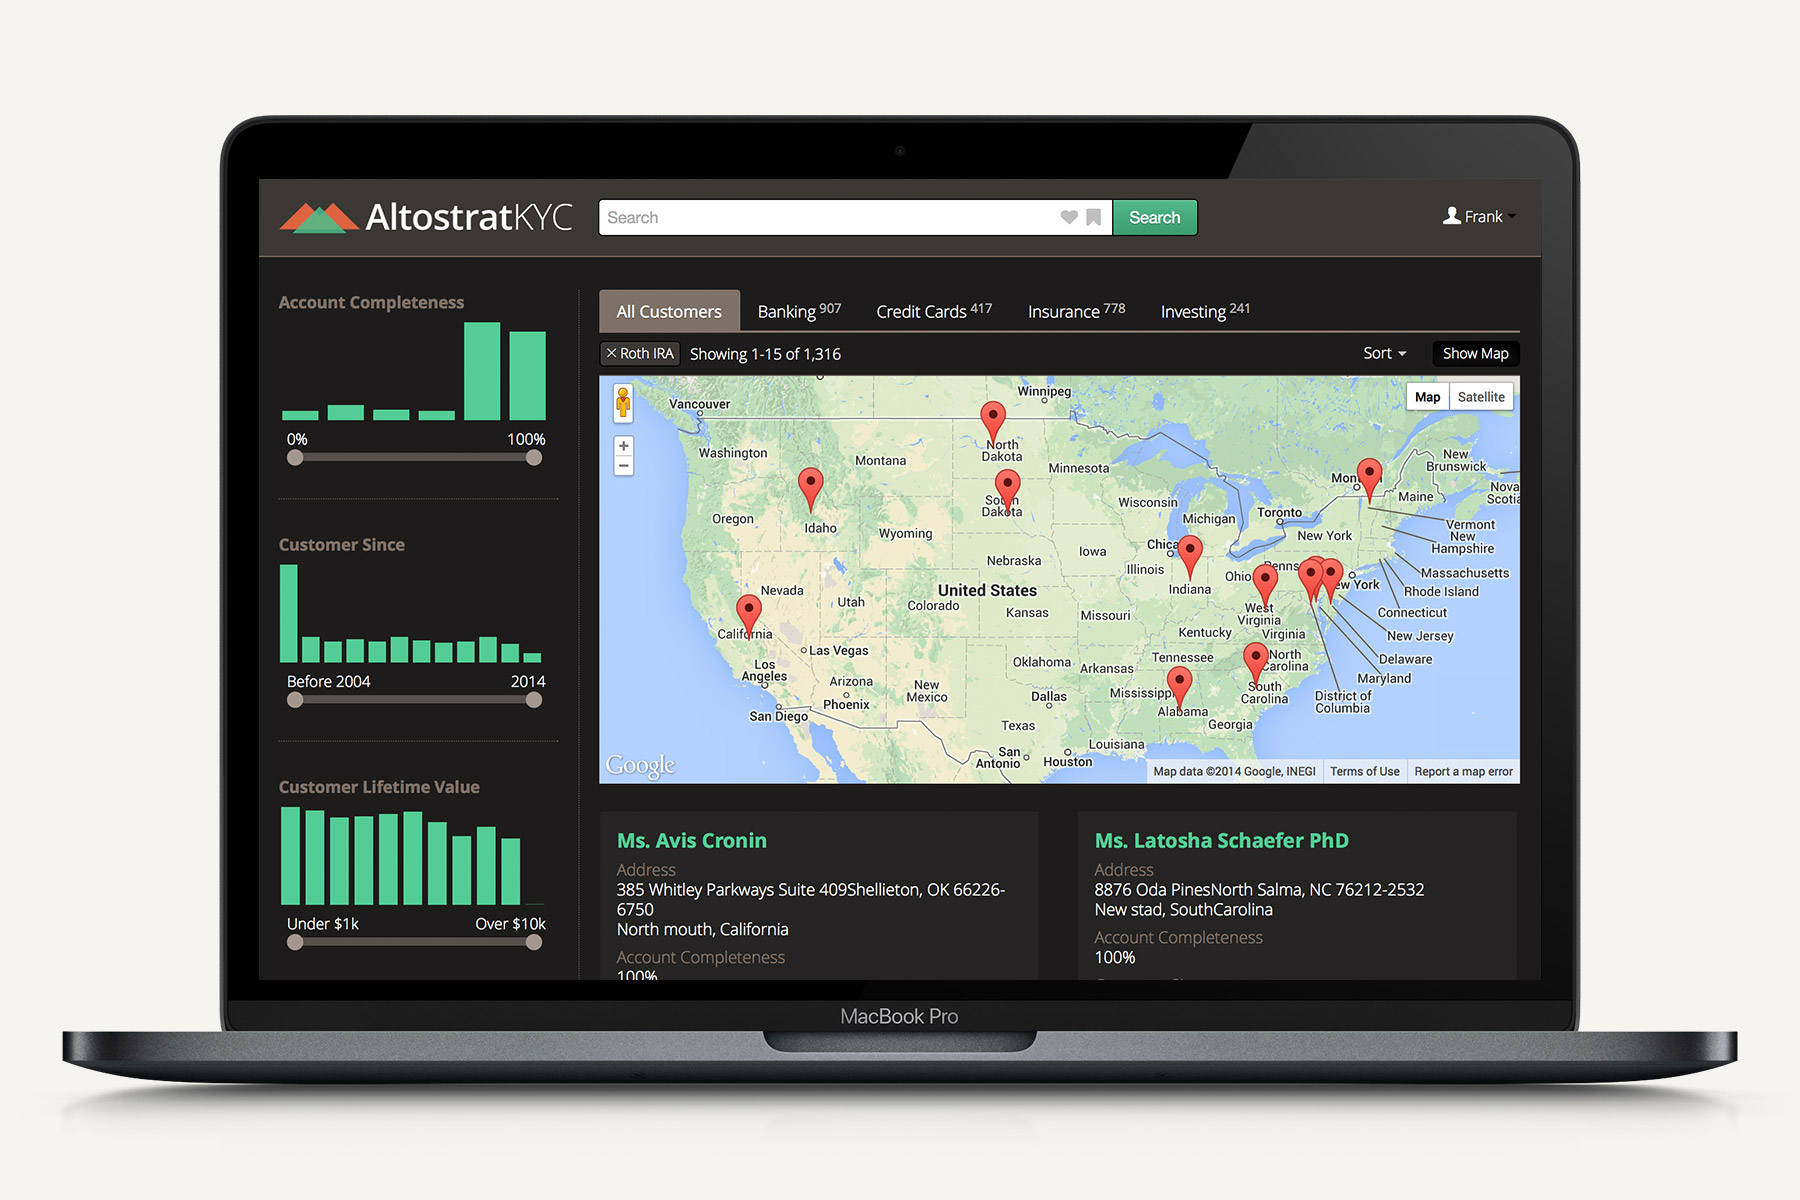 AltostratKYC
Search
Search
Frank
Account Completeness
0% 100%
Customer Since
Before 2004 2014
Customer Lifetime Value
Under $1k Over $10k
All Customers Banking 907 Credit Cards 417 Insurance 778 Investing 241
× Roth IRA Showing 1-15 of 1,316 Sort Show Map
Map Satellite
+
−
Winnipeg
Vancouver
Washington
Montana
North
Dakota
Minnesota
South
Dakota
Oregon
Idaho
Wyoming
Wisconsin
Michigan
Toronto
New York
Maine
New
Brunswick
Nova
Scotia
Vermont
New
Hampshire
Massachusetts
Rhode Island
Connecticut
New Jersey
Delaware
Maryland
District of
Columbia
Iowa
Illinois
Indiana
Ohio
Nebraska
United States
Nevada
Utah
Colorado
Kansas
Missouri
West
Virginia
Virginia
Kentucky
California
Las Vegas
Los
Angeles
San Diego
Arizona
Phoenix
New
Mexico
Oklahoma
Arkansas
Tennessee
North
Carolina
South
Carolina
Dallas
Mississippi
Alabama
Georgia
Texas
San
Antonio
Houston
Louisiana
Google
Map data ©2014 Google, INEGI Terms of Use Report a map error
Ms. Avis Cronin
Address
385 Whitley Parkways Suite 409Shellieton, OK 66226-
6750
North mouth, California
Account Completeness
100%
Ms. Latosha Schaefer PhD
Address
8876 Oda PinesNorth Salma, NC 76212-2532
New stad, SouthCarolina
Account Completeness
100%
MacBook Pro